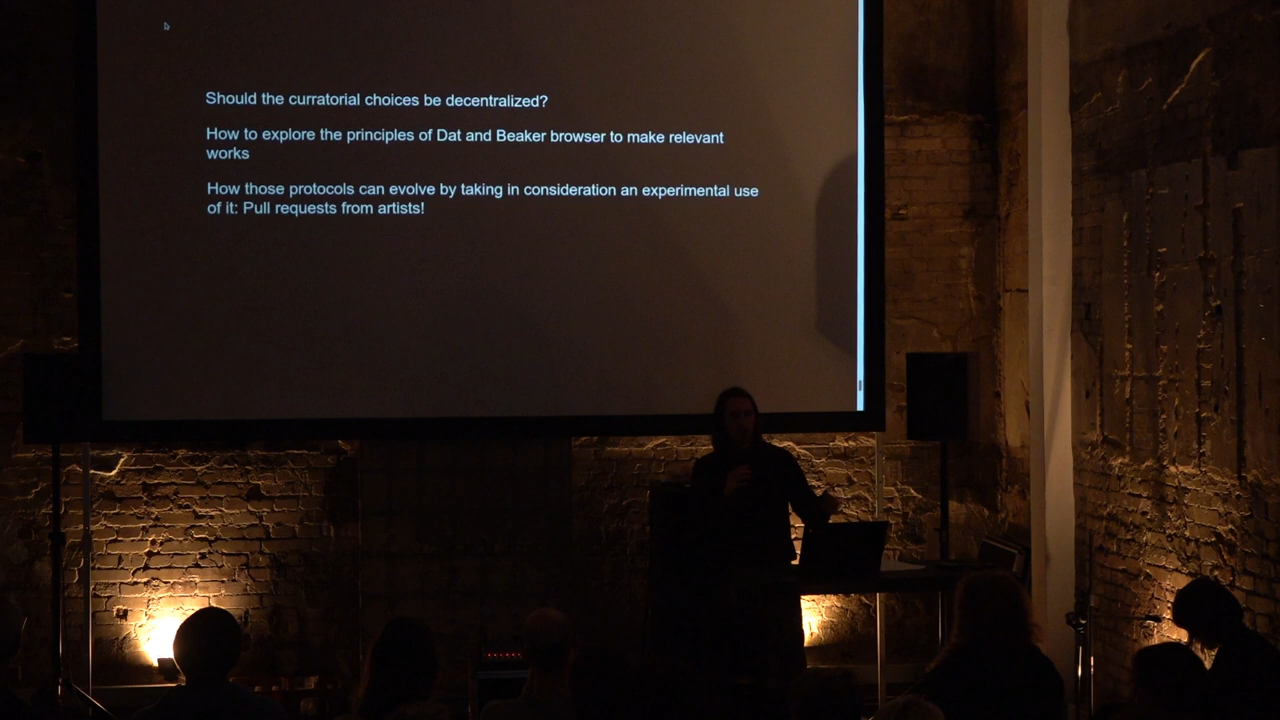 Should the curratorial choices be decentralized?
How to explore the principles of Dat and Beaker browser to make relevant
works
How those protocols can evolve by taking in consideration an experimental use
of it: Pull requests from artists!